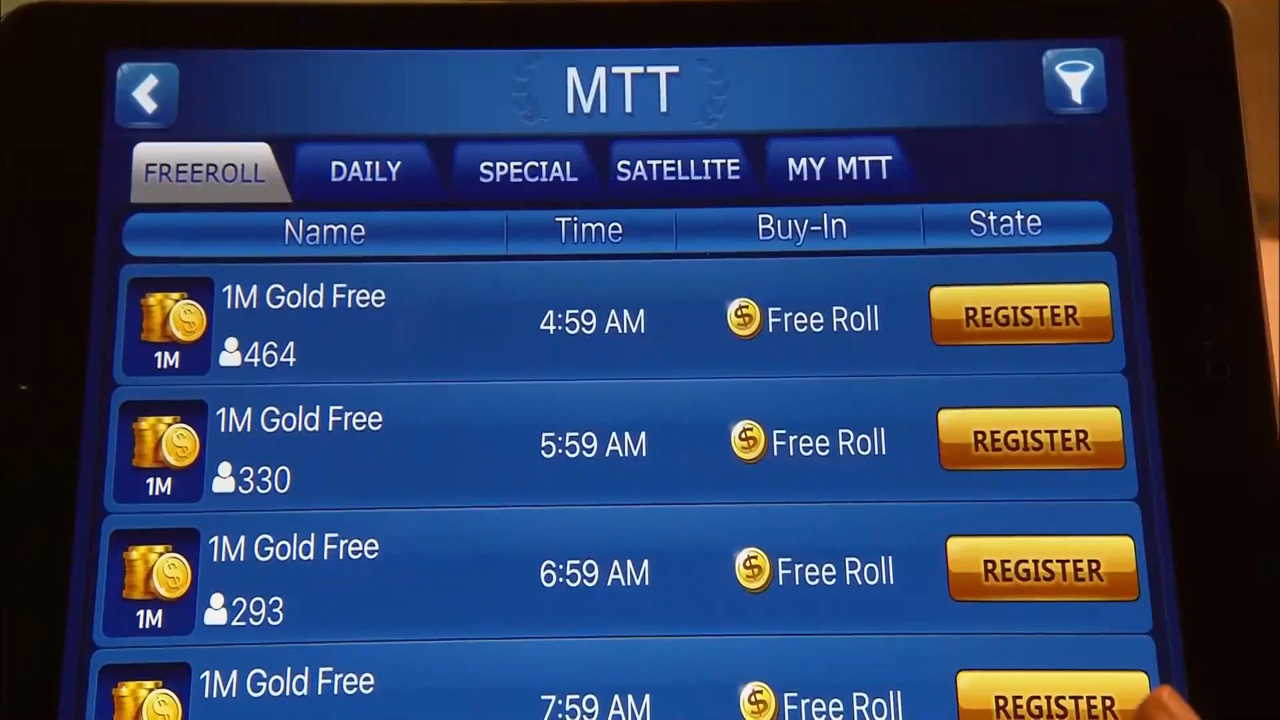 MTT
FREEROLL DAILY SPECIAL SATELLITE MY MTT
Name Time Buy-In State
1M Gold Free
1M 464 4:59 AM $ Free Roll REGISTER
1M Gold Free
1M 330 5:59 AM $ Free Roll REGISTER
1M Gold Free
1M 293 6:59 AM $ Free Roll REGISTER
1M Gold Free
7:59 AM $ Free Roll REGISTER